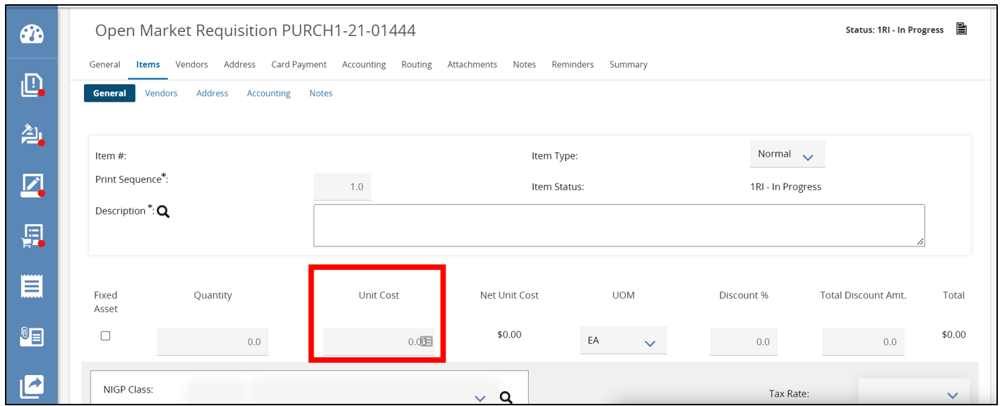 Open Market Requisition PURCH1-21-01444
Status: 1RI - In Progress
General Items Vendors Address Card Payment Accounting Routing Attachments Notes Reminders Summary
General Vendors Address Accounting Notes
Item #:
Item Type:
Normal
Print Sequence*:
1.0
Item Status:
1RI - In Progress
Description *:
Fixed Asset
Quantity
Unit Cost
Net Unit Cost
UOM
Discount %
Total Discount Amt.
Total
0.0
0.00
$0.00
EA
0.0
0.0
$0.00
NIGP Class:
Tax Rate: